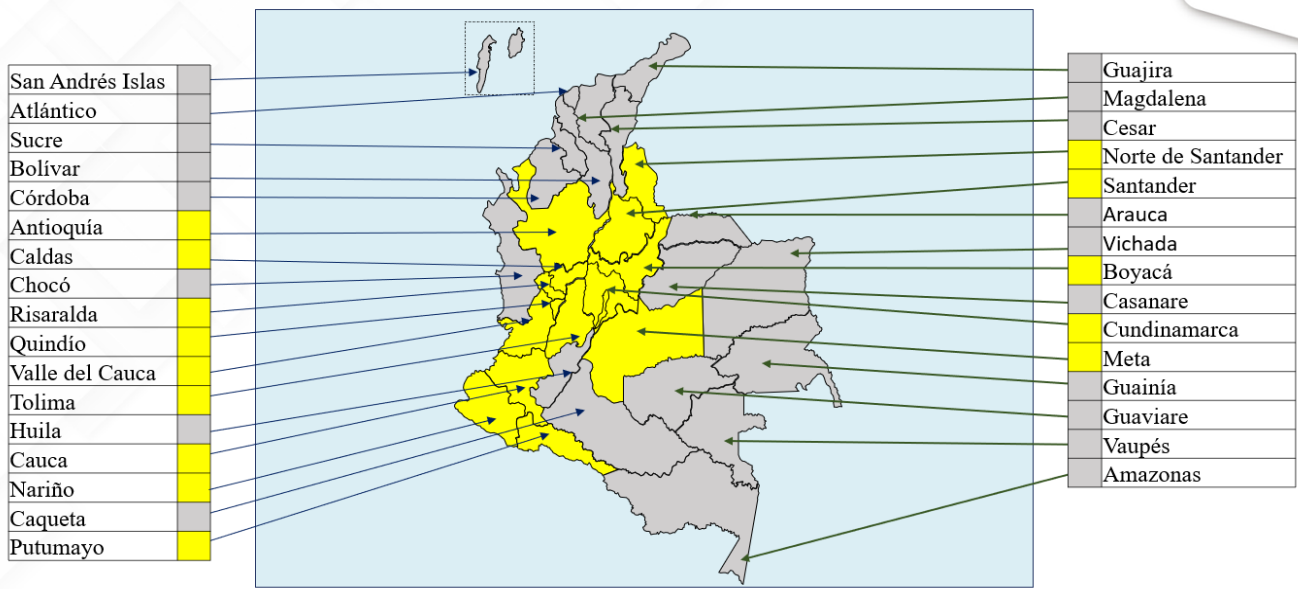 San Andrés Islas
Atlántico
Sucre
Bolívar
Córdoba
Antioquía
Caldas
Chocó
Risaralda
Quindío
Valle del Cauca
Tolima
Huila
Cauca
Nariño
Caqueta
Putumayo
Guajira
Magdalena
Cesar
Norte de Santander
Santander
Arauca
Vichada
Boyacá
Casanare
Cundinamarca
Meta
Guainía
Guaviare
Vaupés
Amazonas